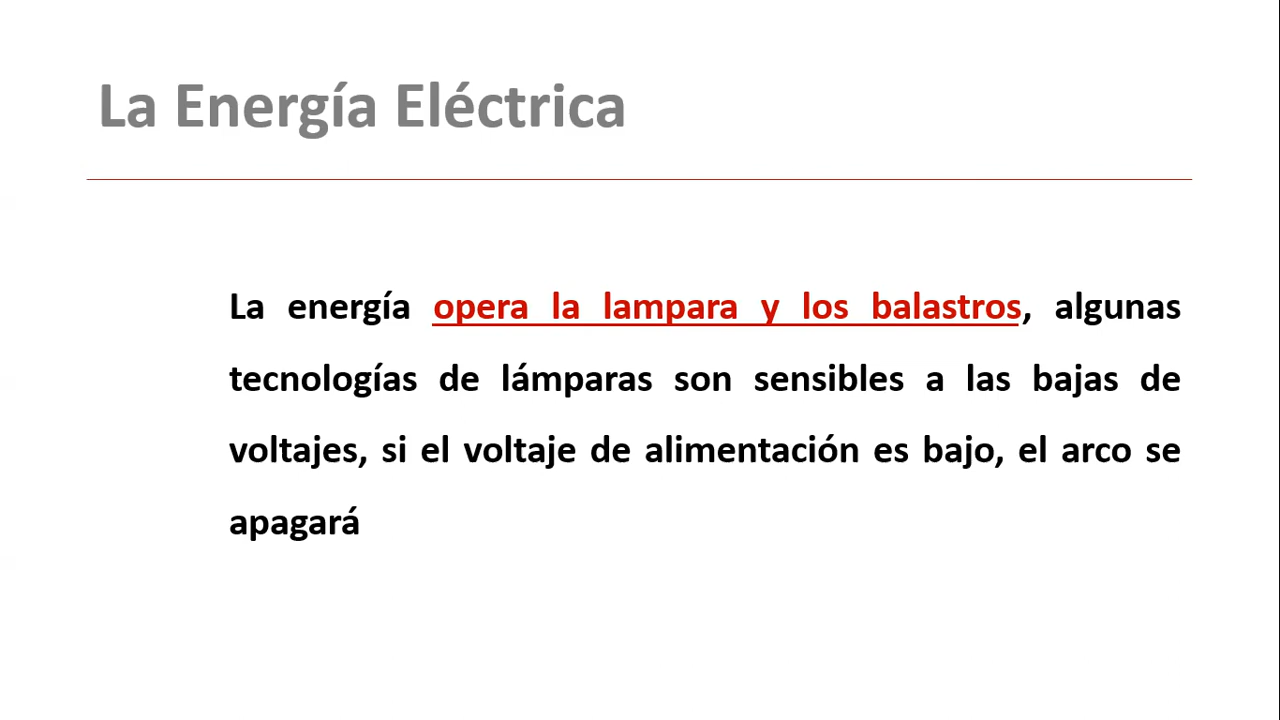 La Energía Eléctrica
La energía opera la lampara y los balastros, algunas
tecnologías de lámparas son sensibles a las bajas de
voltajes, si el voltaje de alimentación es bajo, el arco se
apagará